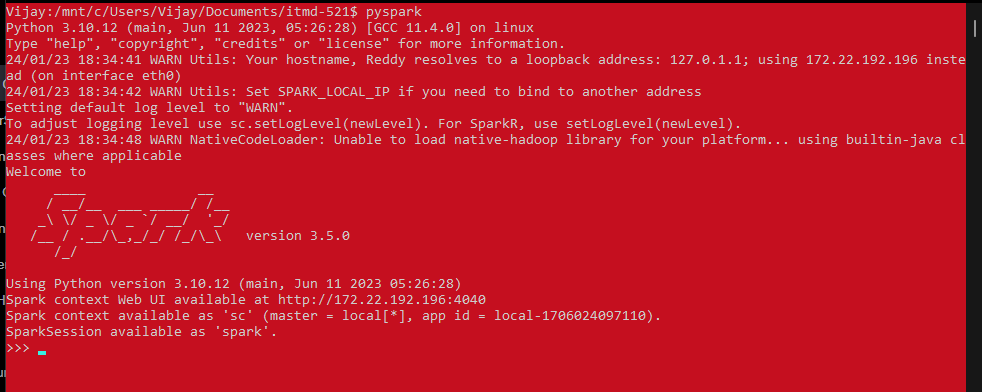 Vijay:/mnt/c/Users/Vijay/Documents/itmd-521$ pyspark
Python 3.10.12 (main, Jun 11 2023, 05:26:28) [GCC 11.4.0] on linux
Type "help", "copyright", "credits" or "license" for more information.
24/01/23 18:34:41 WARN Utils: Your hostname, Reddy resolves to a loopback address: 127.0.1.1; using 172.22.192.196 inste
ad (on interface eth0)
24/01/23 18:34:42 WARN Utils: Set SPARK_LOCAL_IP if you need to bind to another address
Setting default log level to "WARN".
To adjust logging level use sc.setLogLevel(newLevel). For SparkR, use setLogLevel(newLevel).
24/01/23 18:34:48 WARN NativeCodeLoader: Unable to load native-hadoop library for your platform... using builtin-java cl
asses where applicable
Welcome to
      ____              __
     / __/__  ___ _____/ /__
    _\ \/ _ \/ _ `/ __/  '_/
   /__ / .__/\_,_/_/ /_/\_\   version 3.5.0
      /_/
Using Python version 3.10.12 (main, Jun 11 2023 05:26:28)
Spark context Web UI available at http://172.22.192.196:4040
Spark context available as 'sc' (master = local[*], app id = local-1706024097110).
SparkSession available as 'spark'.
>>>